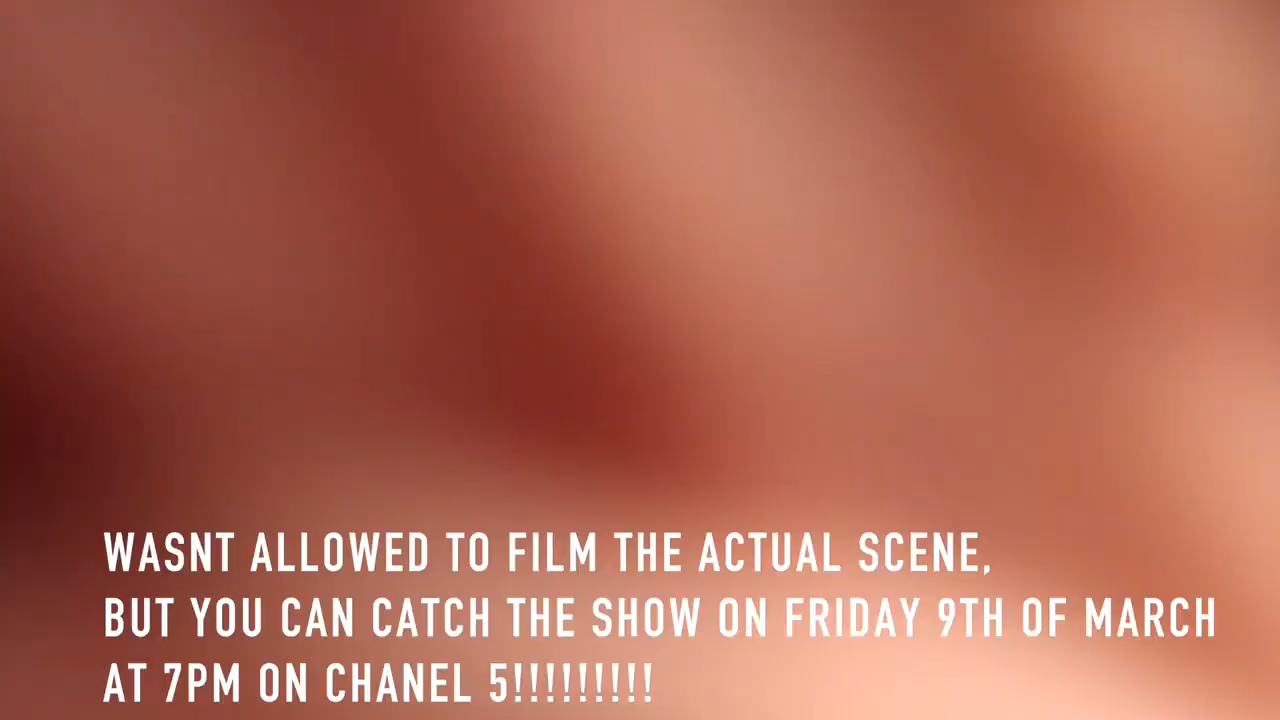 WASNT ALLOWED TO FILM THE ACTUAL SCENE,
BUT YOU CAN CATCH THE SHOW ON FRIDAY 9TH OF MARCH
AT 7PM ON CHANEL 5!!!!!!!!!